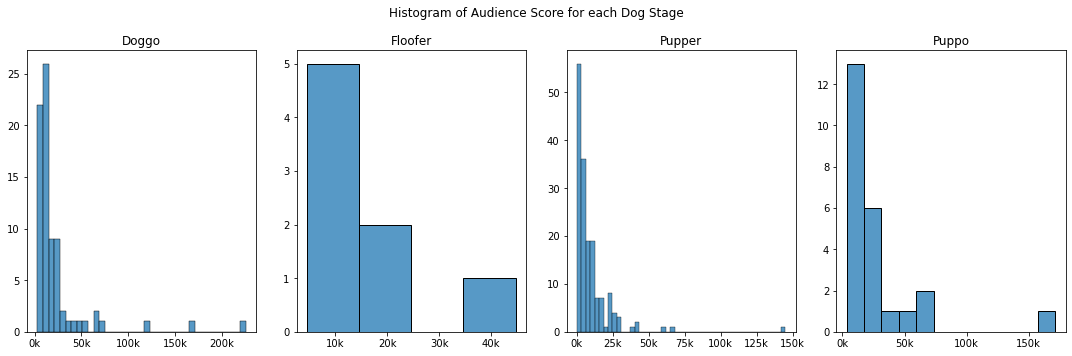 Histogram of Audience Score for each Dog Stage
Doggo
Floofer
Pupper
Puppo
25
20
15
10
5
0
0k 50k 100k 150k 200k
5
4
3
2
1
0
10k 20k 30k 40k
50
40
30
20
10
0
0k 25k 50k 75k 100k 125k 150k
12
10
8
6
4
2
0
0k 50k 100k 150k